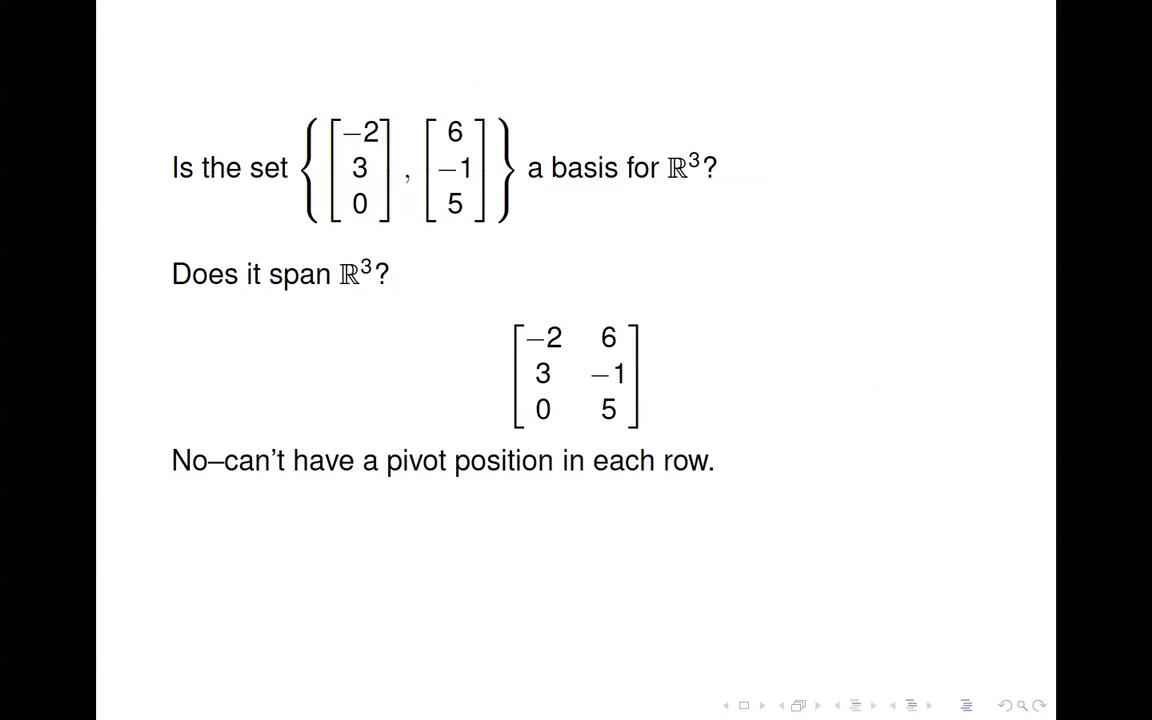 Is the set { [−2 3 0] , [6 −1 5] } a basis for ℝ³?
Does it span ℝ³?
[−2 6
3 −1
0 5]
No–can't have a pivot position in each row.